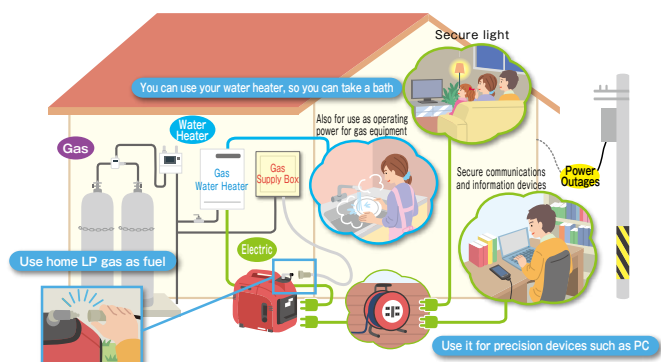 Secure light
You can use your water heater, so you can take a bath
Water
Heater
Also for use as operating
power for gas equipment
Gas
Gas
Water Heater
Gas
Supply Box
Secure communications
and information devices
Power
Outages
Electric
Use home LP gas as fuel
Use it for precision devices such as PC